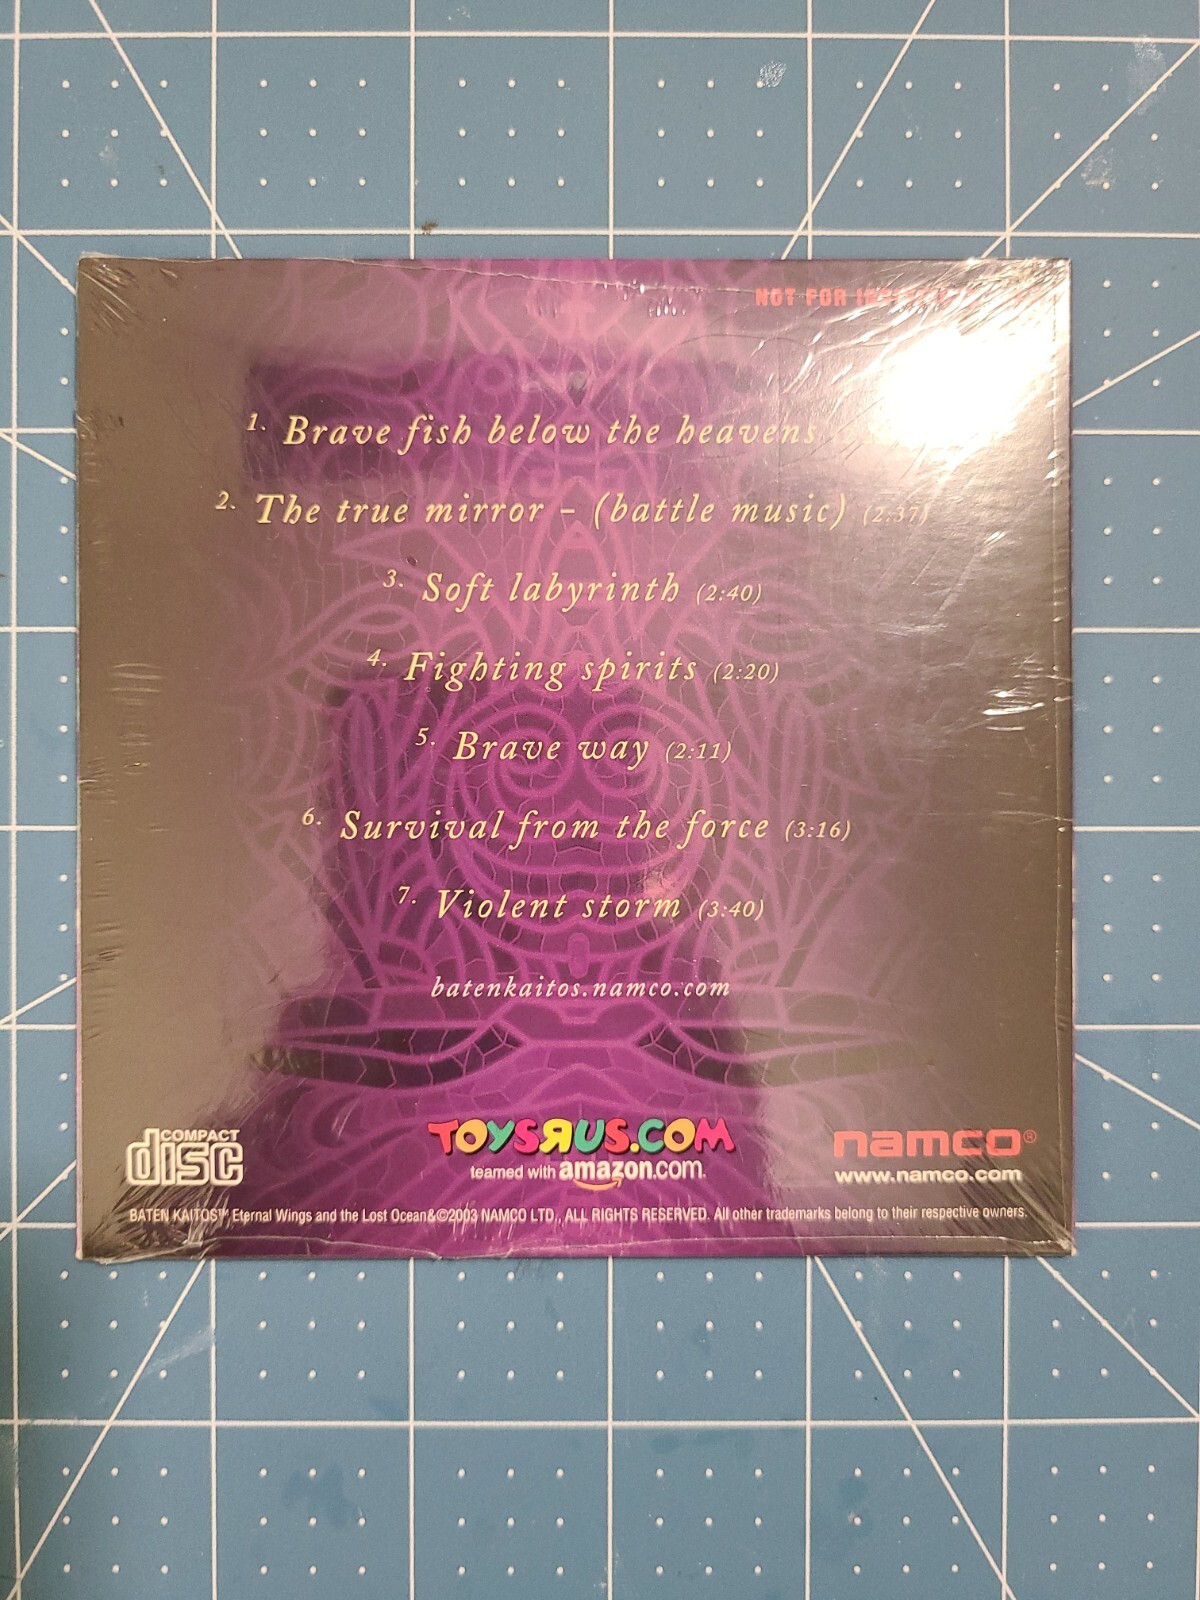 NOT FOR
1. Brave fish below the heavens
2. The true mirror - (battle music) (2:37)
3. Soft labyrinth (2:40)
4. Fighting spirits (2:20)
5. Brave way (2:11)
6. Survival from the force (3:16)
7. Violent storm (3:40)
batenkaitos.namco.com
COMPACT
disc
TOYSЯUS.COM
teamed with amazon.com.
namco®
www.namco.com
BATEN KAITOS™ Eternal Wings and the Lost Ocean&©2003 NAMCO LTD., ALL RIGHTS RESERVED. All other trademarks belong to their respective owners.